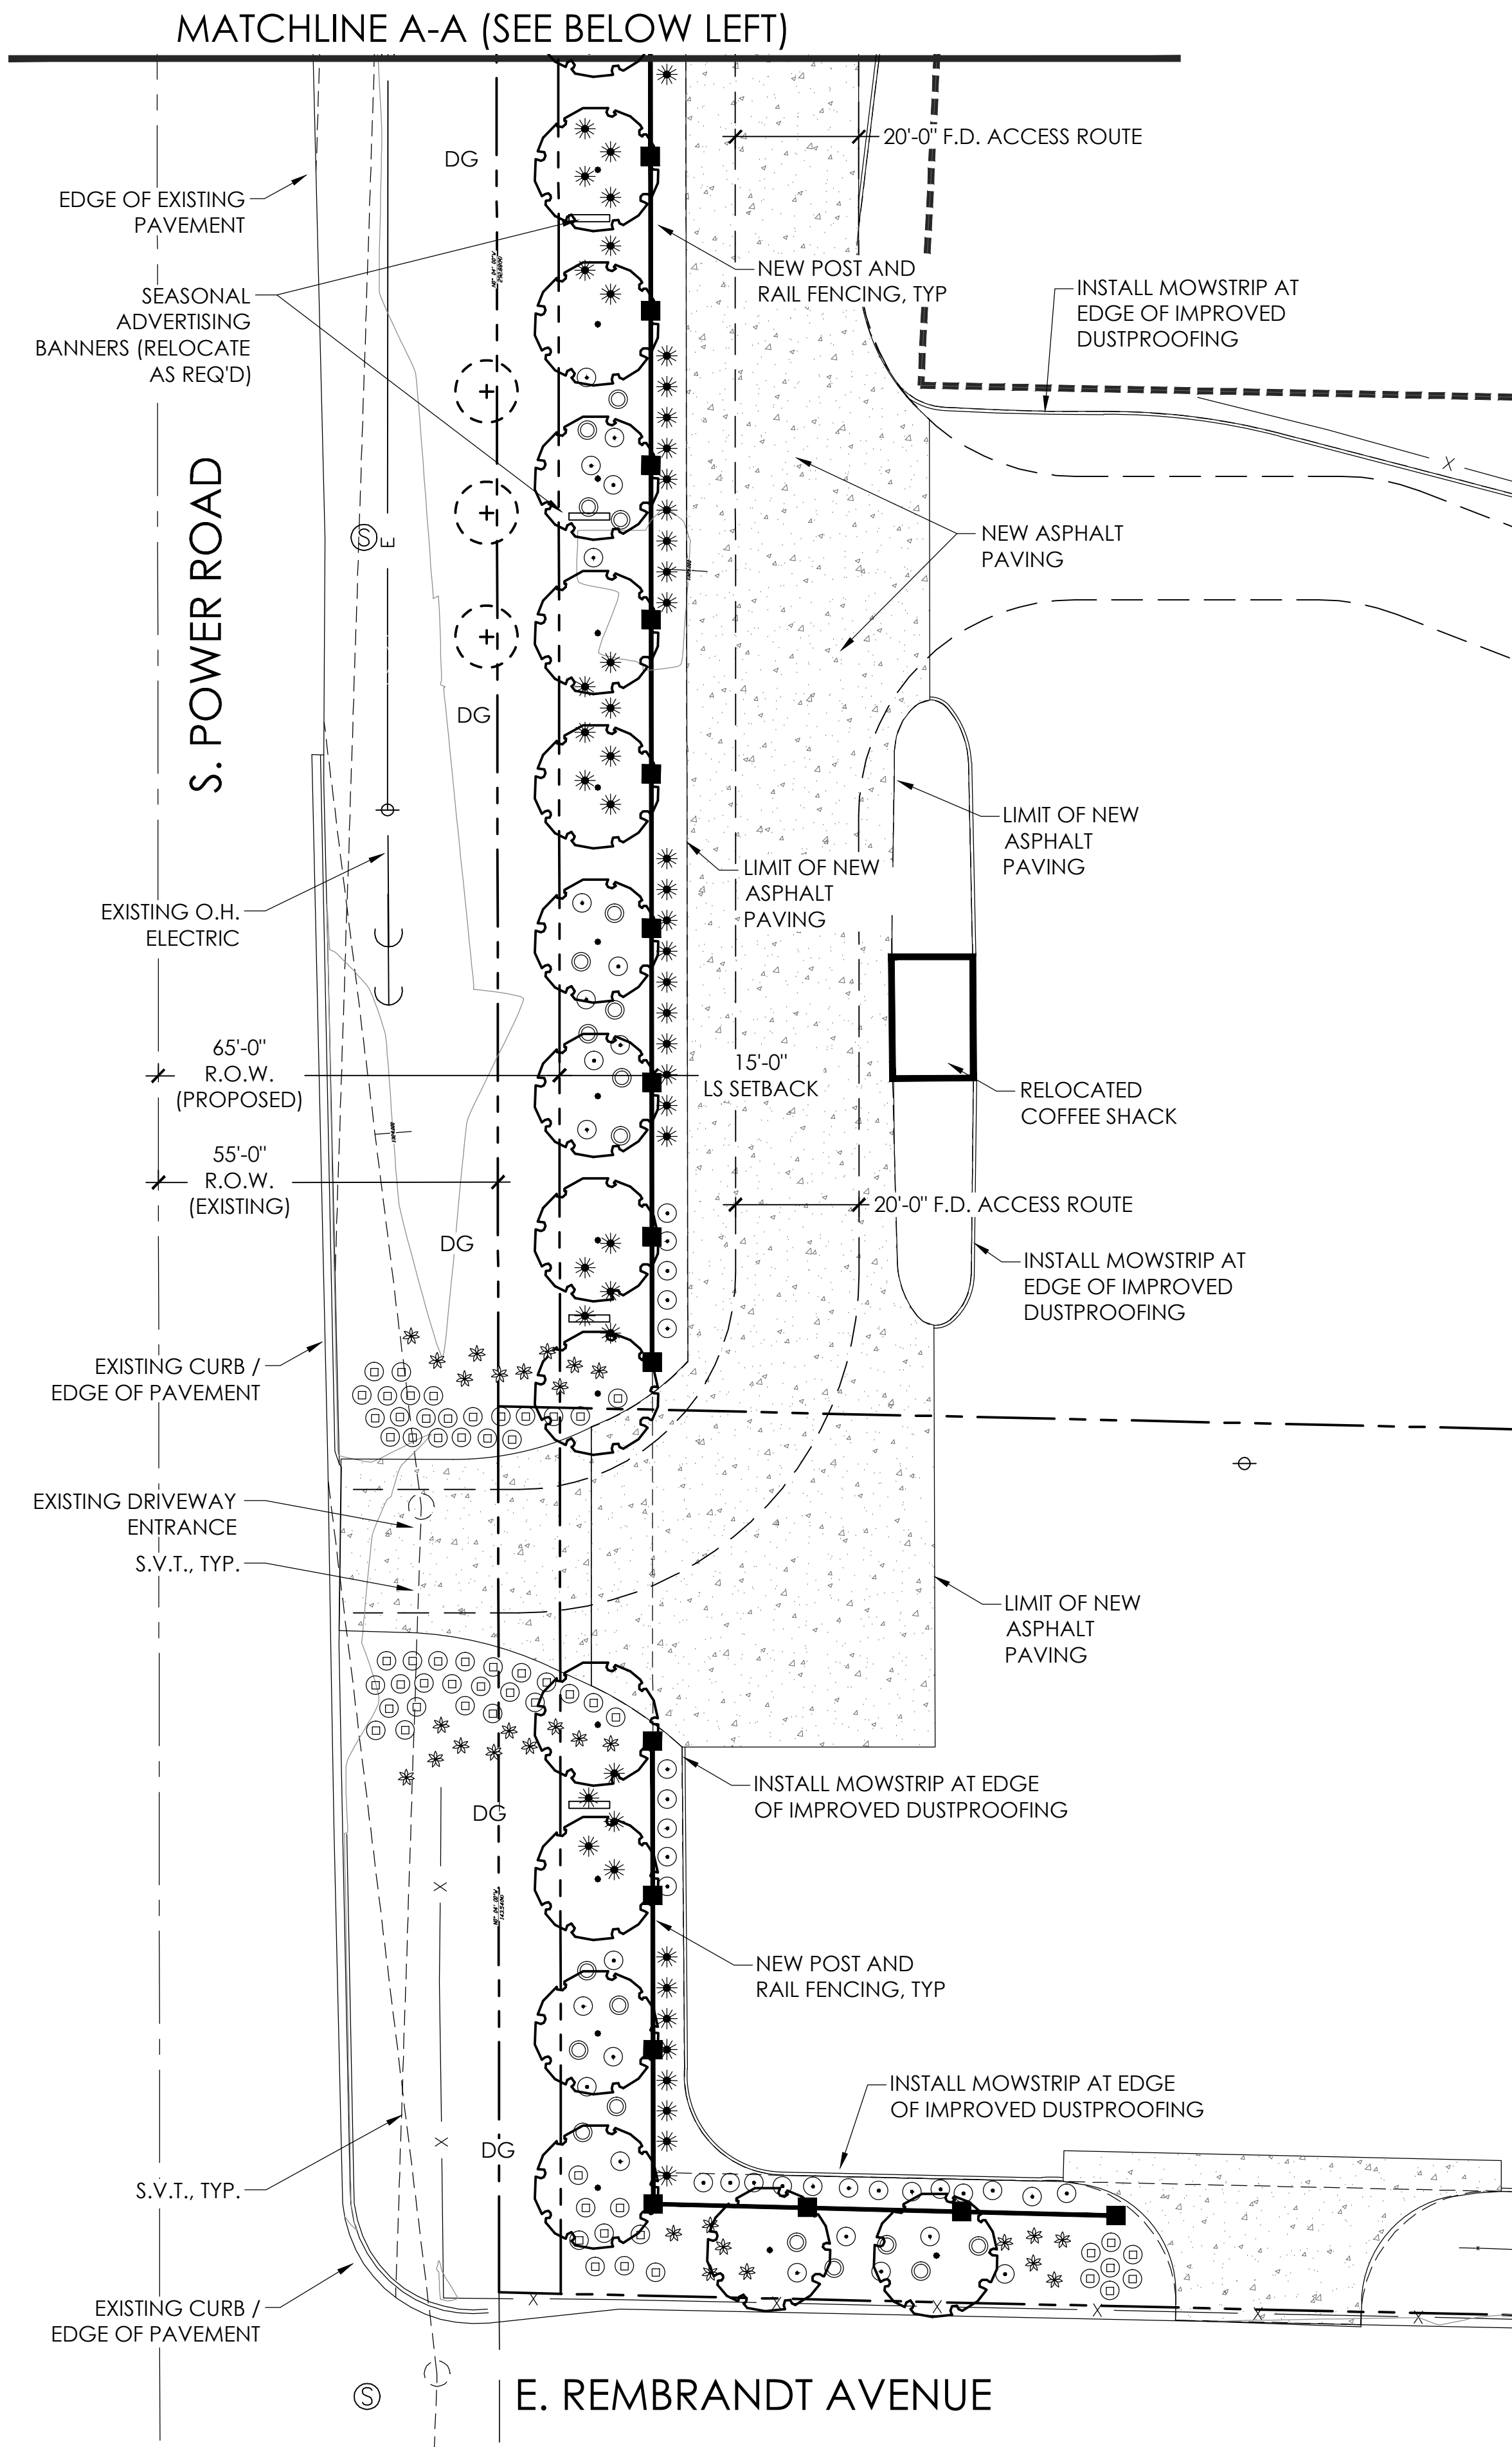 MATCHLINE A-A (SEE BELOW LEFT)
20'-0" F.D. ACCESS ROUTE
DG
EDGE OF EXISTING
PAVEMENT
NEW POST AND
RAIL FENCING, TYP
INSTALL MOWSTRIP AT
EDGE OF IMPROVED
DUSTPROOFING
SEASONAL
ADVERTISING
BANNERS (RELOCATE
AS REQ'D)
X
S. POWER ROAD
S
E
NEW ASPHALT
PAVING
DG
LIMIT OF NEW
ASPHALT
PAVING
LIMIT OF NEW
ASPHALT
PAVING
EXISTING O.H.
ELECTRIC
65'-0"
R.O.W.
(PROPOSED)
15'-0"
LS SETBACK
RELOCATED
COFFEE SHACK
55'-0"
R.O.W.
(EXISTING)
20'-0" F.D. ACCESS ROUTE
DG
INSTALL MOWSTRIP AT
EDGE OF IMPROVED
DUSTPROOFING
EXISTING CURB /
EDGE OF PAVEMENT
EXISTING DRIVEWAY
ENTRANCE
S.V.T., TYP.
LIMIT OF NEW
ASPHALT
PAVING
INSTALL MOWSTRIP AT EDGE
OF IMPROVED DUSTPROOFING
DG
X
NEW POST AND
RAIL FENCING, TYP
INSTALL MOWSTRIP AT EDGE
OF IMPROVED DUSTPROOFING
X
DG
S.V.T., TYP.
EXISTING CURB /
EDGE OF PAVEMENT
X
X
X
X
X
X
S
E. REMBRANDT AVENUE